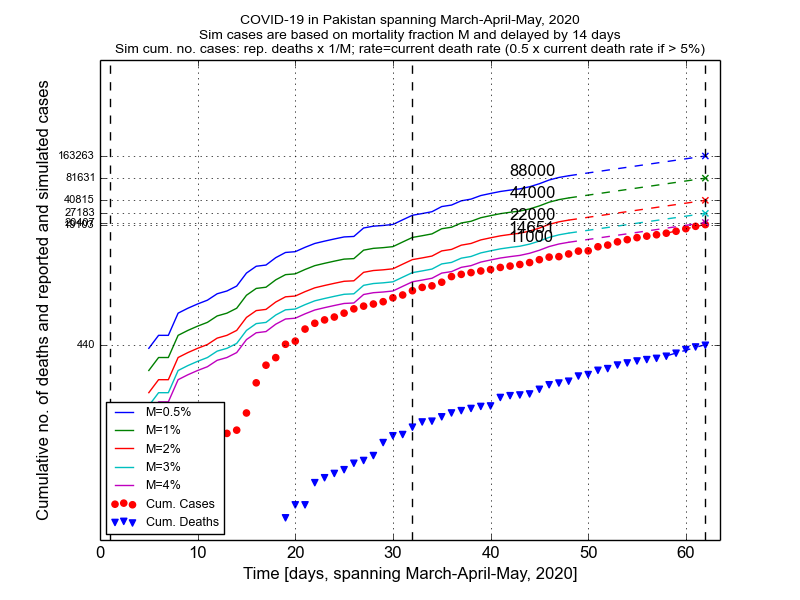 COVID-19 in Pakistan spanning March-April-May, 2020
Sim cases are based on mortality fraction M and delayed by 14 days
Sim cum. no. cases: rep. deaths x 1/M; rate=current death rate (0.5 x current death rate if > 5%)
Cumulative no. of deaths and reported and simulated cases
163263
81631
40815
27183
440
88000
44000
22000
14651
11000
M=0.5%
M=1%
M=2%
M=3%
M=4%
Cum. Cases
Cum. Deaths
0 10 20 30 40 50 60
Time [days, spanning March-April-May, 2020]